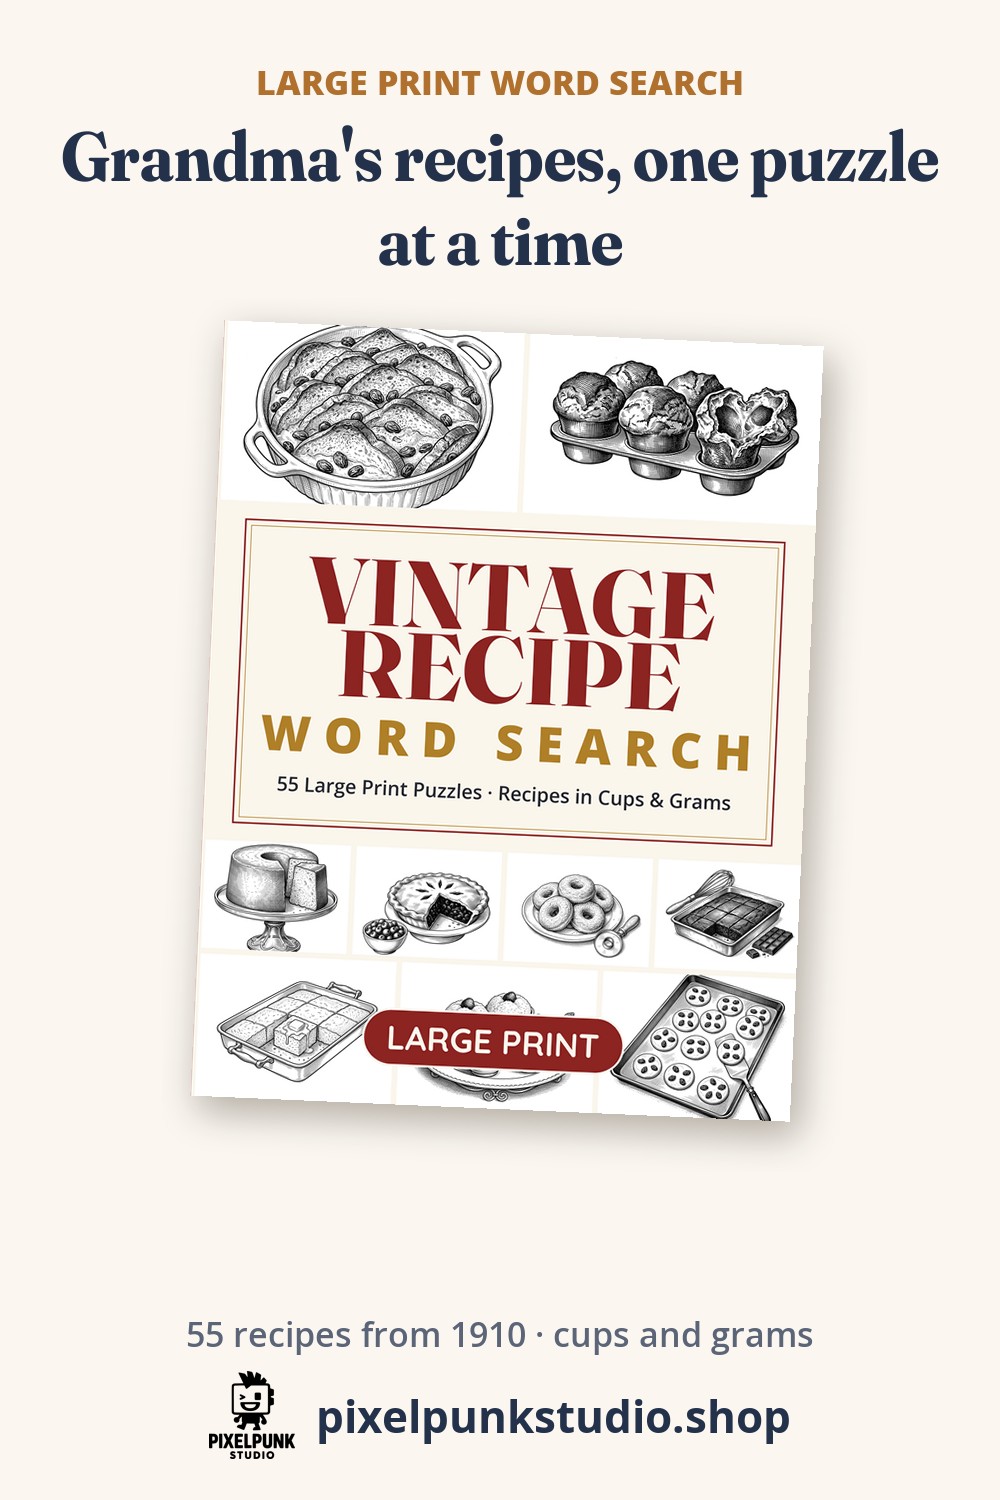 LARGE PRINT WORD SEARCH
Grandma's recipes, one puzzle
at a time
VINTAGE
RECIPE
WORD SEARCH
55 Large Print Puzzles · Recipes in Cups & Grams
LARGE PRINT
55 recipes from 1910 · cups and grams
PIXELPUNK
STUDIO
pixelpunkstudio.shop